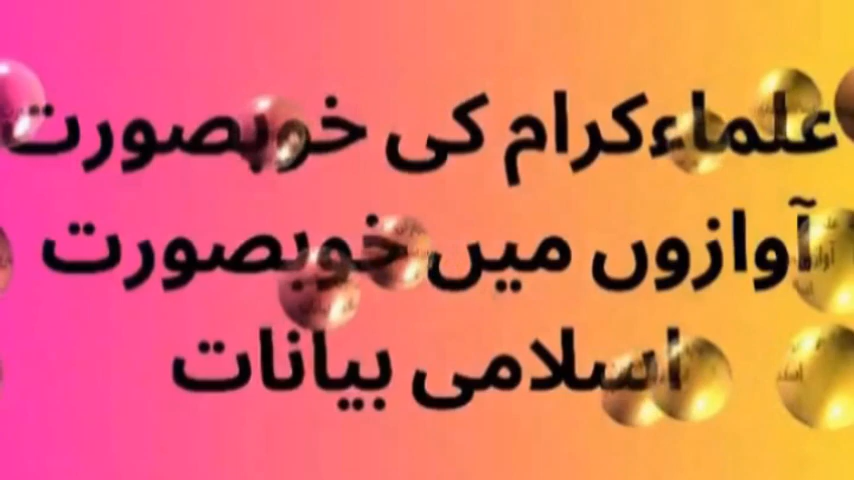 علماءکرام کی خوبصورت
آوازوں میں خوبصورت
اسلامی بیانات